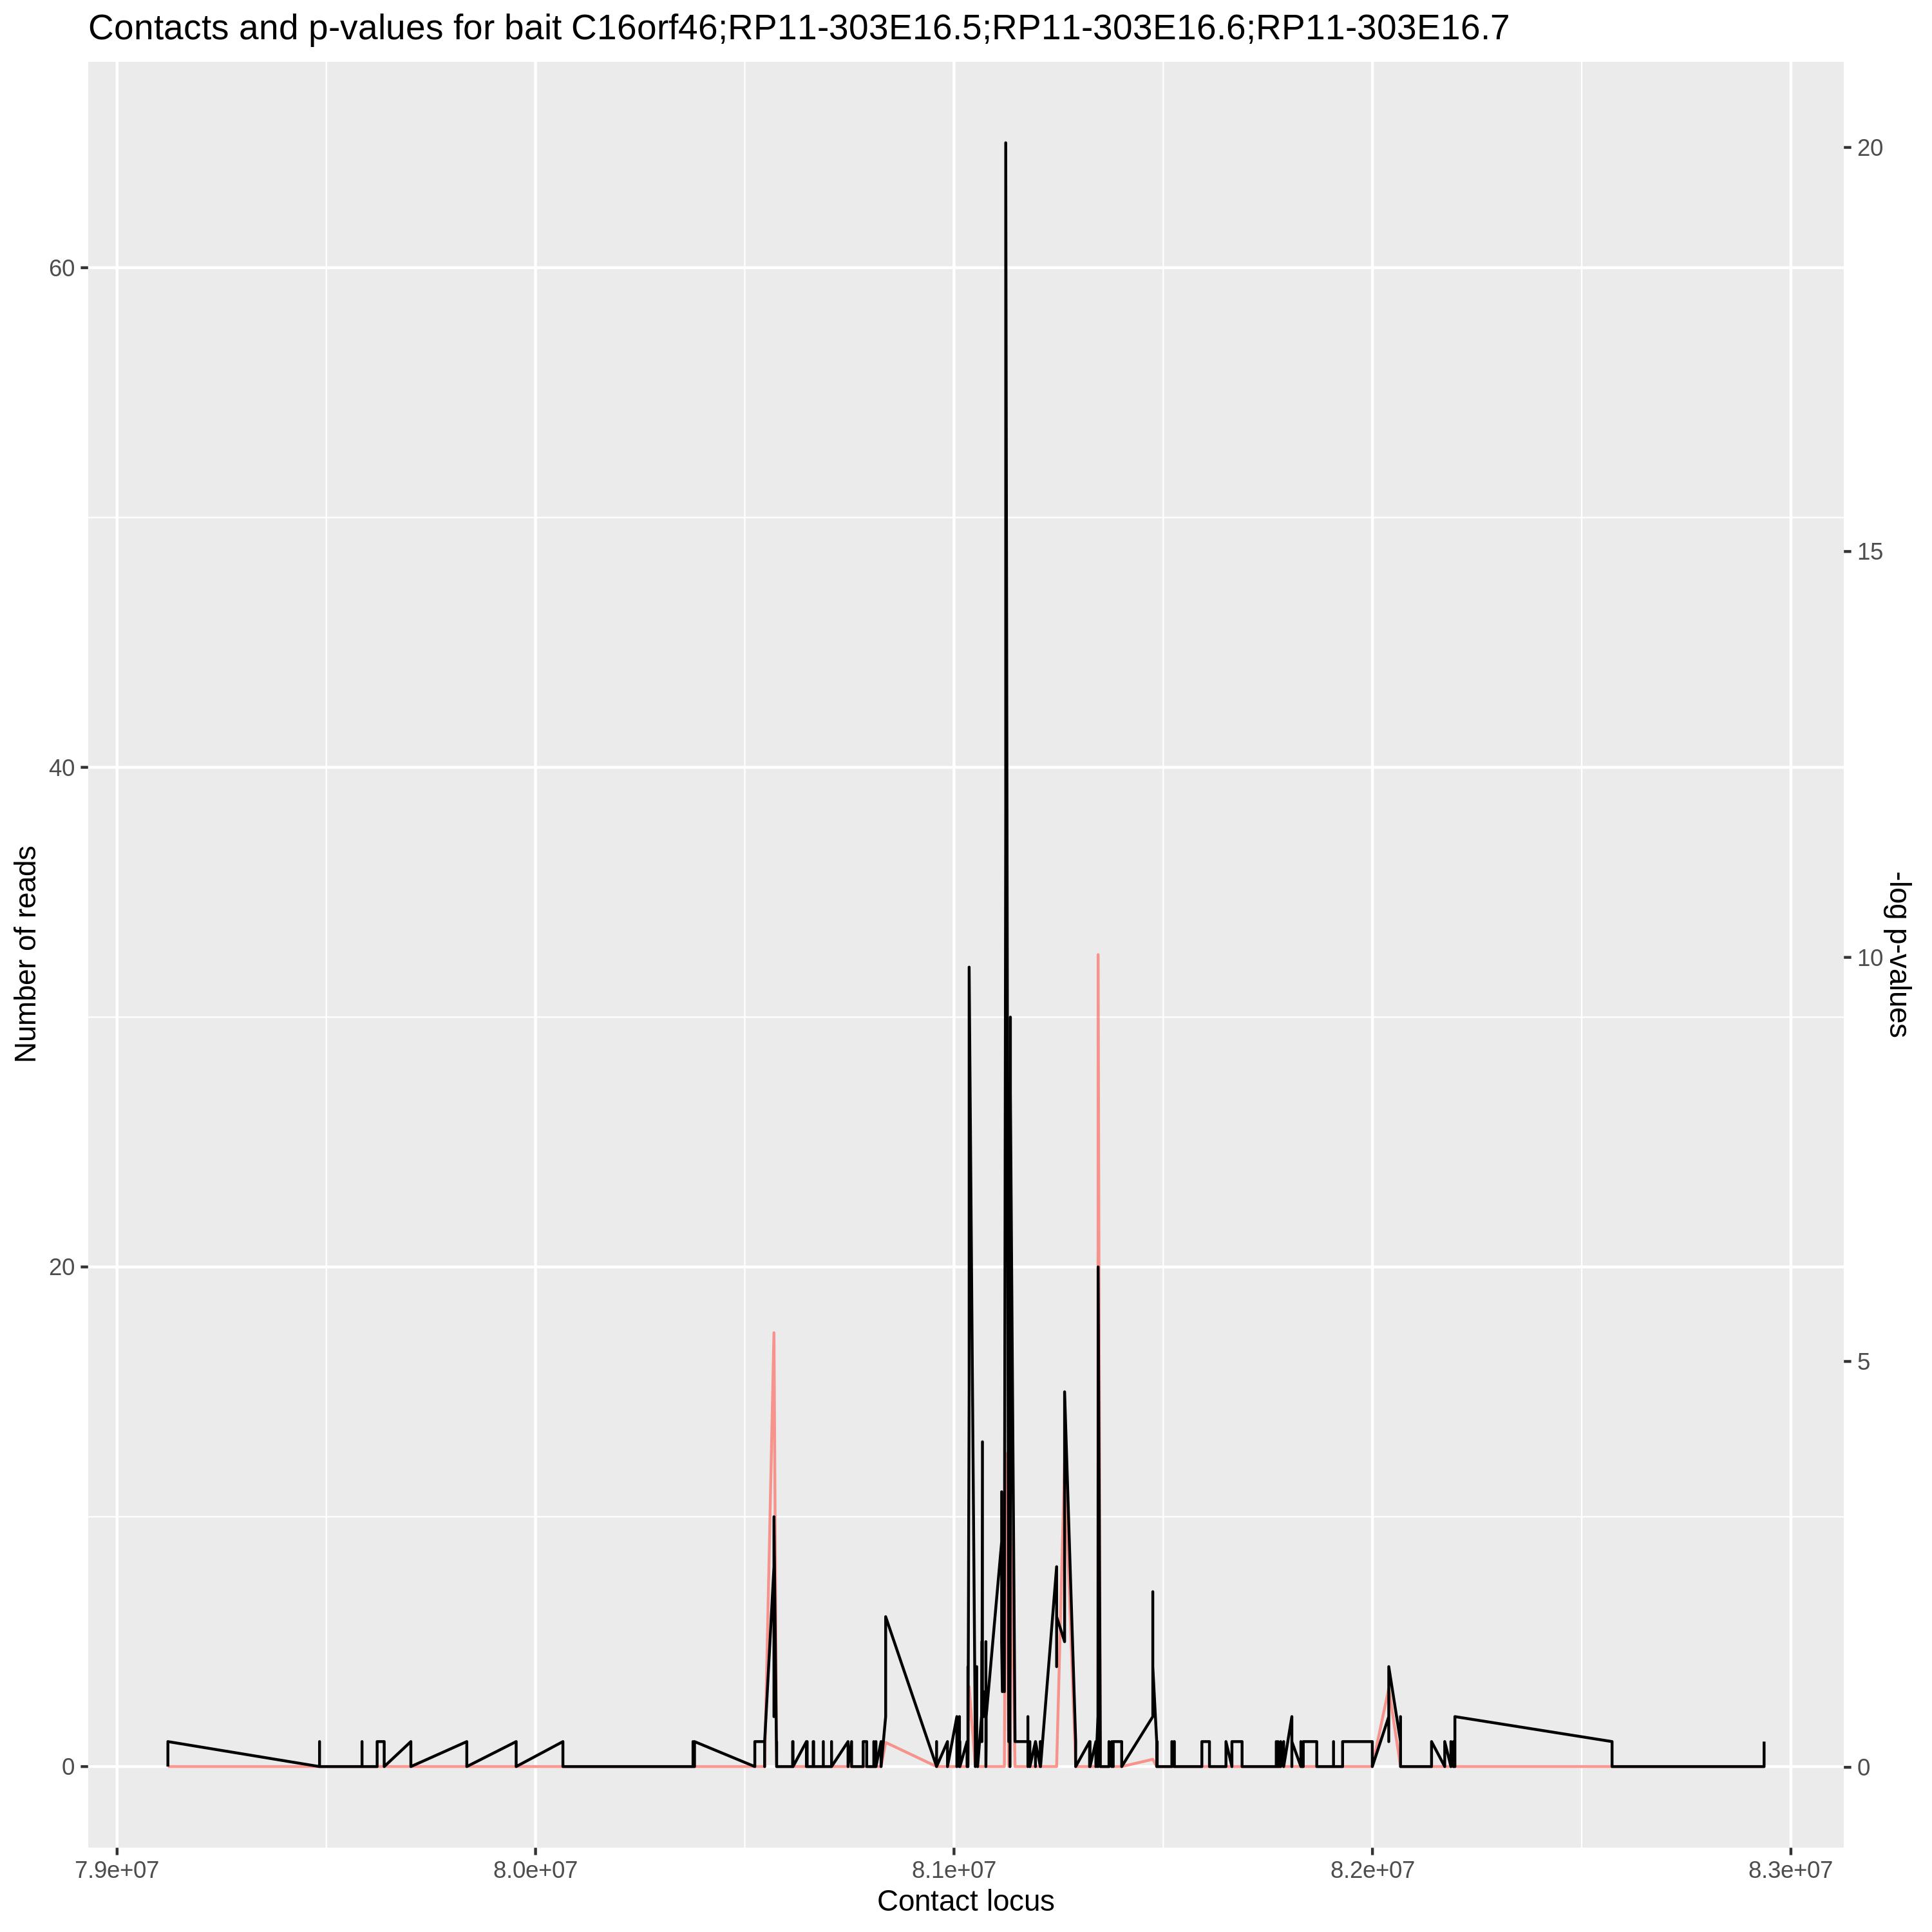 Contacts and p-values for bait C16orf46;RP11-303E16.5;RP11-303E16.6;RP11-303E16.7
Number of reads
60
40
20
0
20
15
10
5
0
-log p-values
7.9e+07 8.0e+07 8.1e+07 8.2e+07 8.3e+07
Contact locus